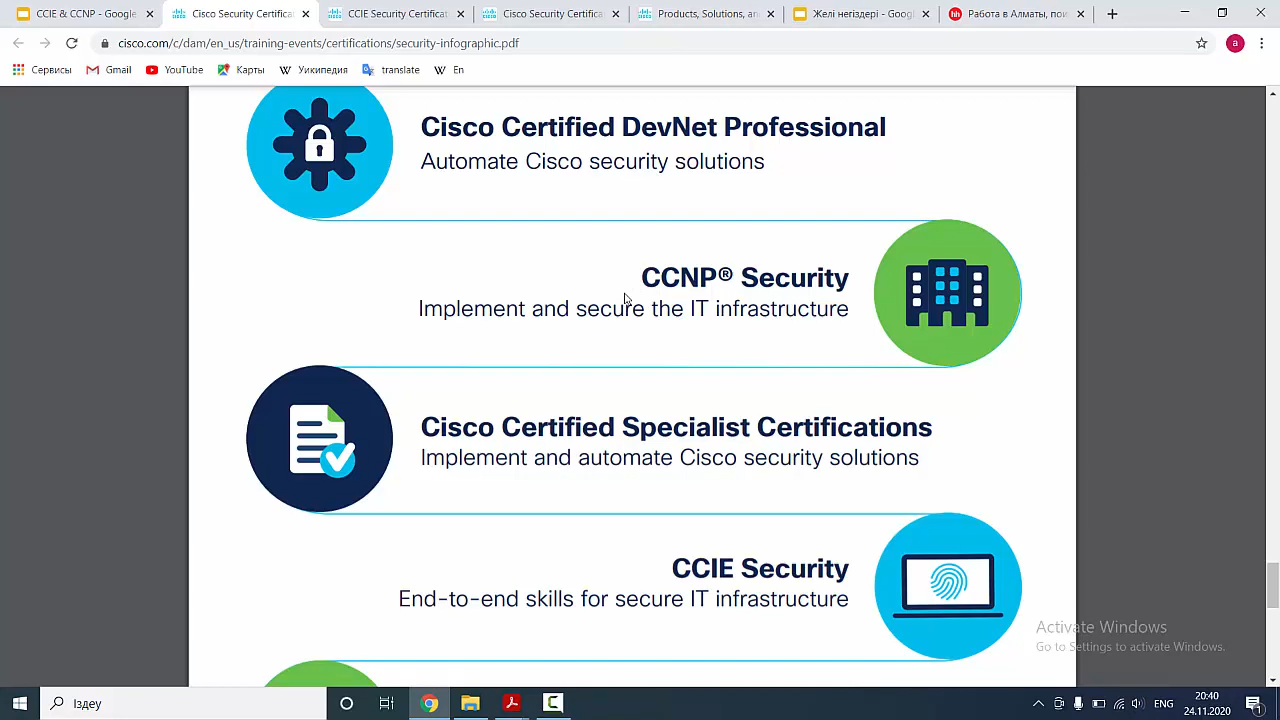 CCIE & CCNP - Google
Cisco Security Certificat
CCIE Security Certificat
Cisco Security Certificat
Products, Solutions, an
Желі негіздері - Googl
Работа в Алматы, пои
cisco.com/c/dam/en_us/training-events/certifications/security-infographic.pdf
a
Сервисы
Gmail
YouTube
Карты
Уикипедия
translate
En
Cisco Certified DevNet Professional
Automate Cisco security solutions
CCNP® Security
Implement and secure the IT infrastructure
Cisco Certified Specialist Certifications
Implement and automate Cisco security solutions
CCIE Security
End-to-end skills for secure IT infrastructure
Activate Windows
Go to Settings to activate Windows.
Іздеу
ENG
20:40
24.11.2020